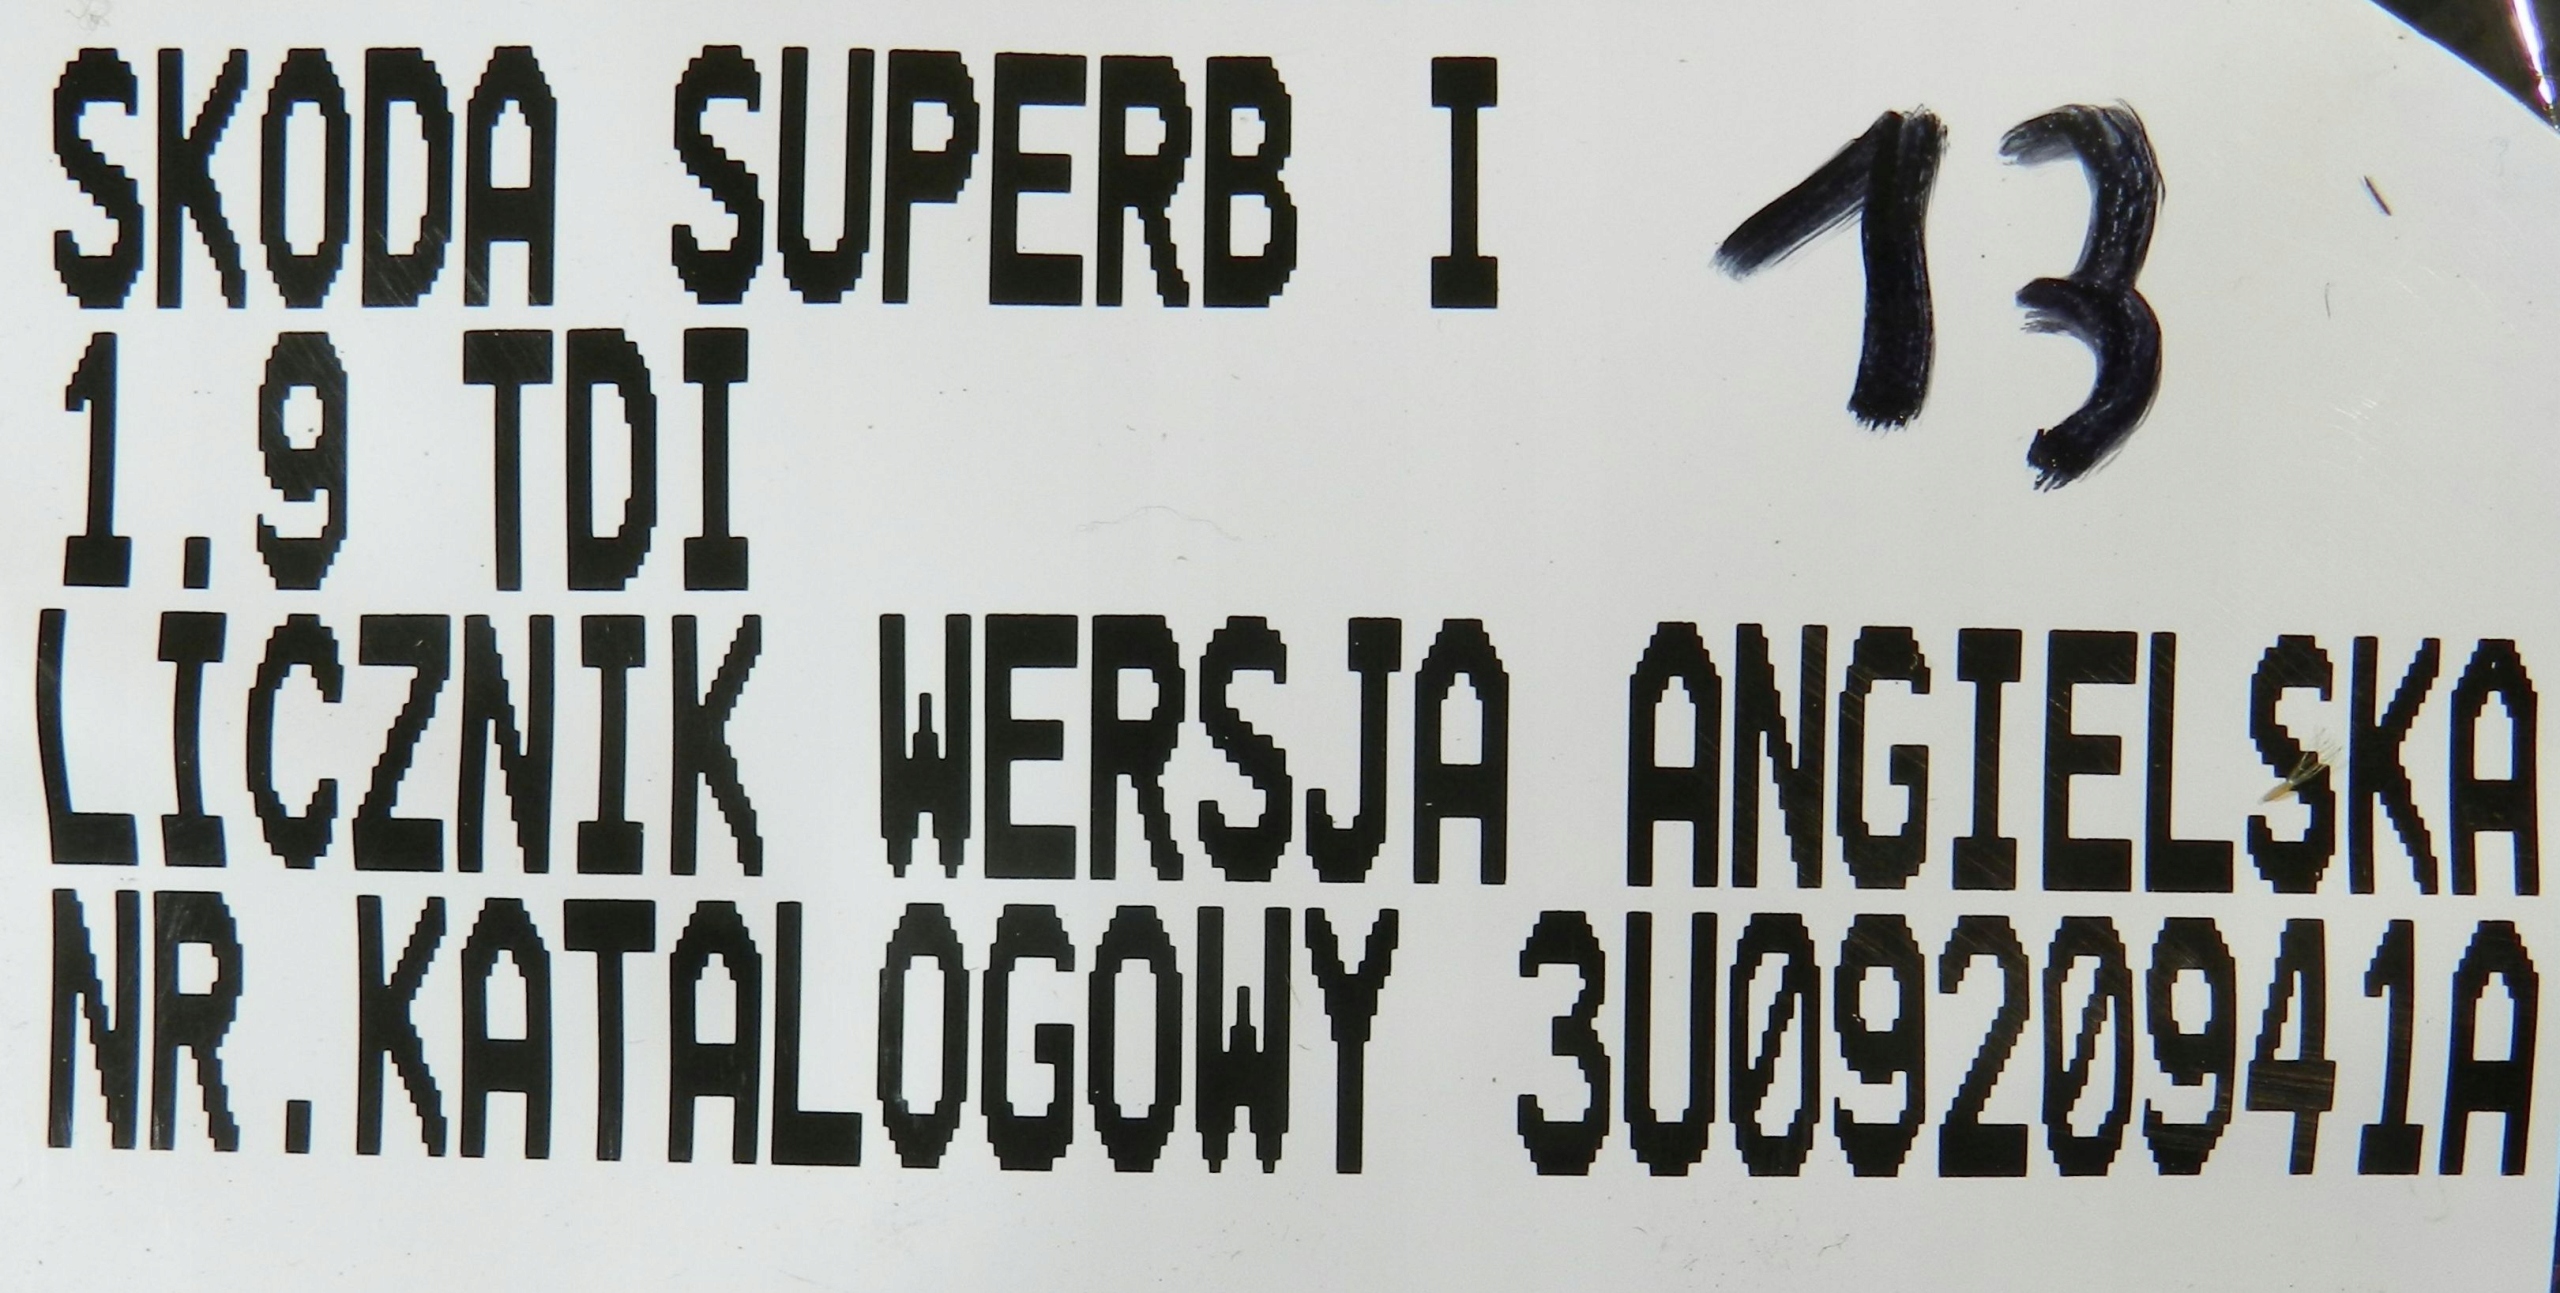 SKODA SUPERB I 13
1.9 TDI
LICZNIK WERSJA ANGIELSKA
NR.KATALOGOWY 3U0920941A